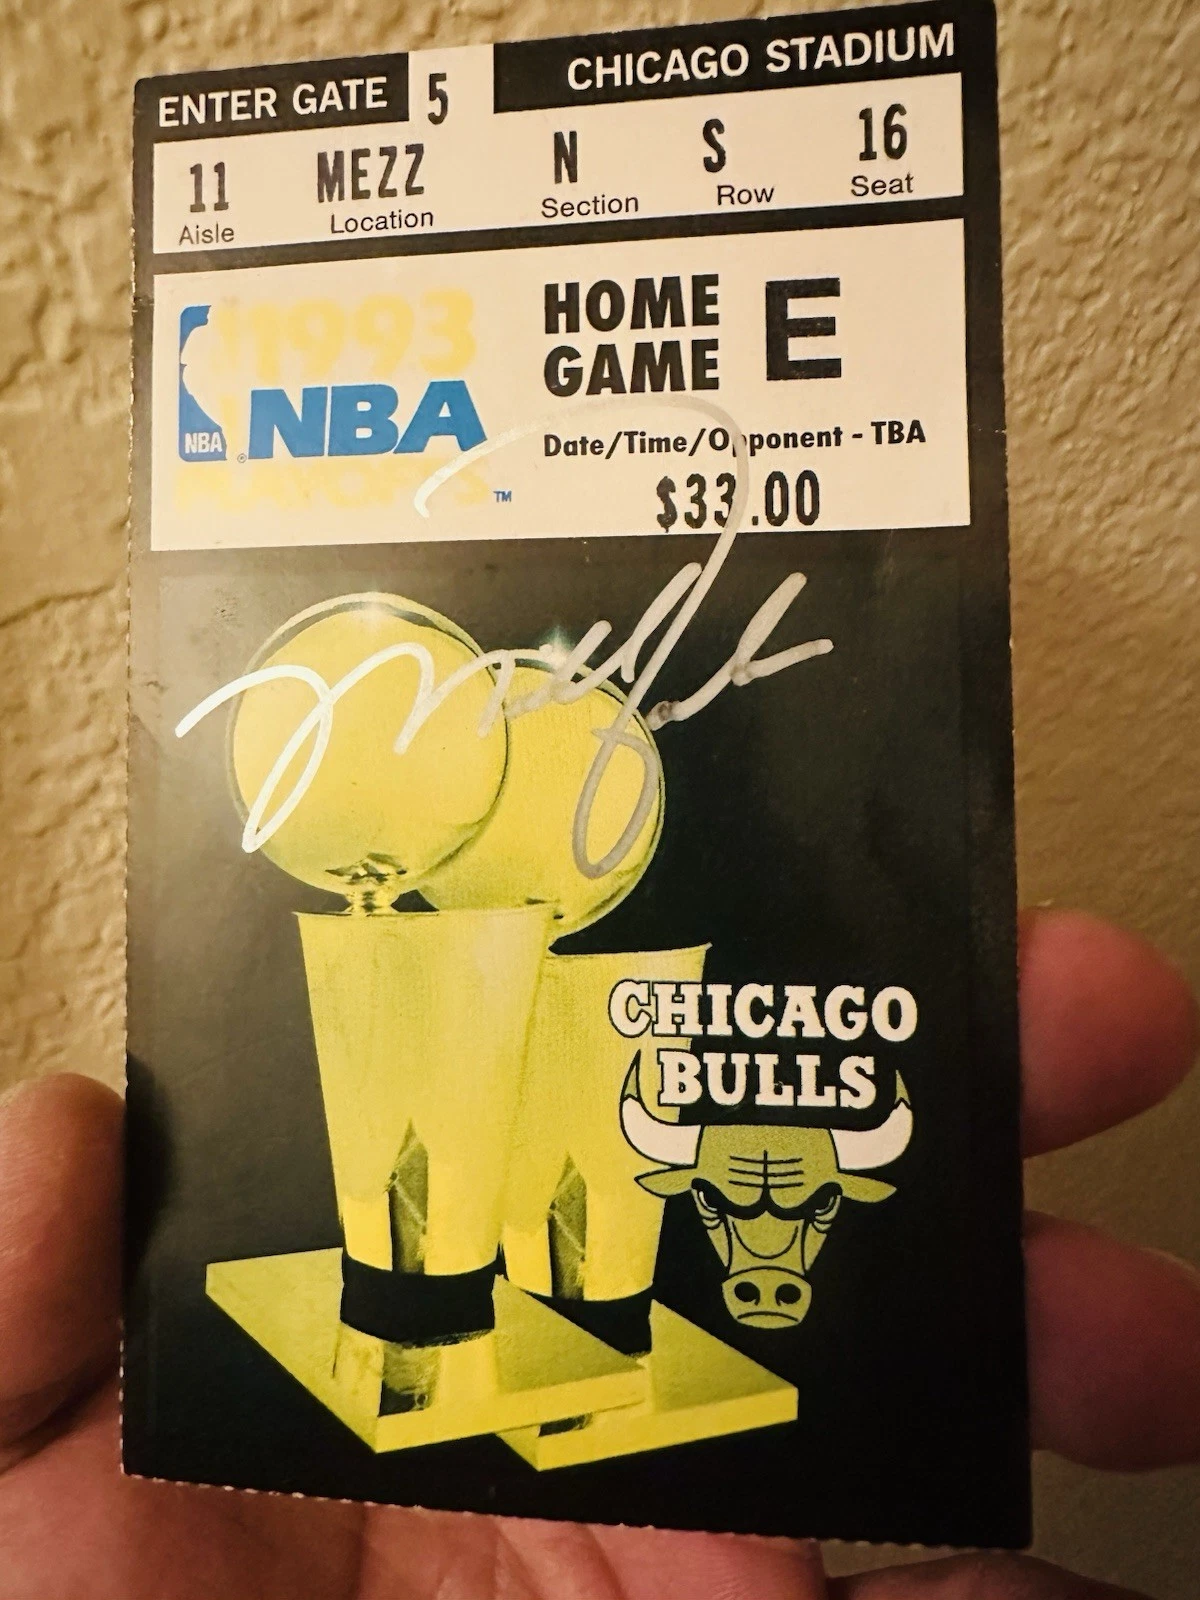 ENTER GATE 5 CHICAGO STADIUM
11 MEZZ N S 16
Aisle Location Section Row Seat
1993
NBA NBA
®
PLAYOFFS ™
HOME
GAME E
Date/Time/Opponent - TBA
$33.00
CHICAGO
BULLS